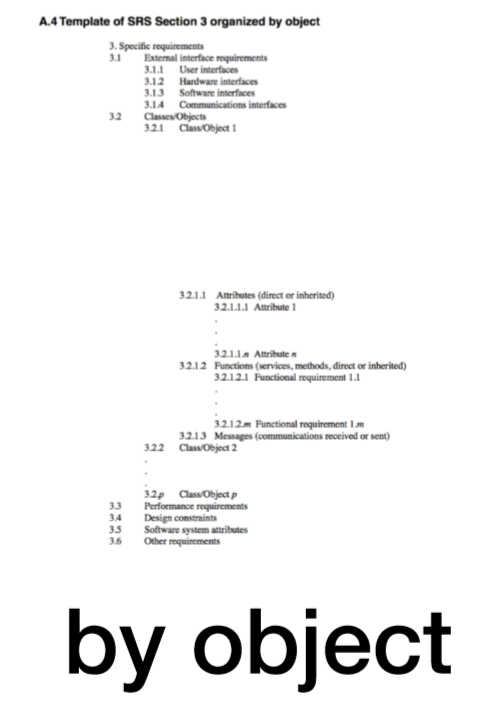 A.4 Template of SRS Section 3 organized by object
3. Specific requirements
3.1 External interface requirements
3.1.1 User interfaces
3.1.2 Hardware interfaces
3.1.3 Software interfaces
3.1.4 Communications interfaces
3.2 Classes/Objects
3.2.1 Class/Object 1
3.2.1.1 Attributes (direct or inherited)
3.2.1.1.1 Attribute 1
.
.
.
3.2.1.1.n Attribute n
3.2.1.2 Functions (services, methods, direct or inherited)
3.2.1.2.1 Functional requirement 1.1
.
.
.
3.2.1.2.m Functional requirement 1.m
3.2.1.3 Messages (communications received or sent)
3.2.2 Class/Object 2
.
.
.
3.2.p Class/Object p
3.3 Performance requirements
3.4 Design constraints
3.5 Software system attributes
3.6 Other requirements
by object